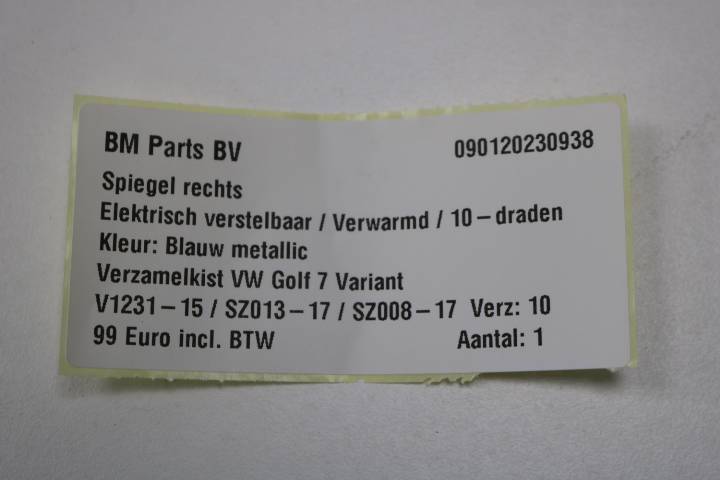 BM Parts BV 090120230938
Spiegel rechts
Elektrisch verstelbaar / Verwarmd / 10 – draden
Kleur: Blauw metallic
Verzamelkist VW Golf 7 Variant
V1231 – 15 / SZ013 – 17 / SZ008 – 17 Verz: 10
99 Euro incl. BTW Aantal: 1